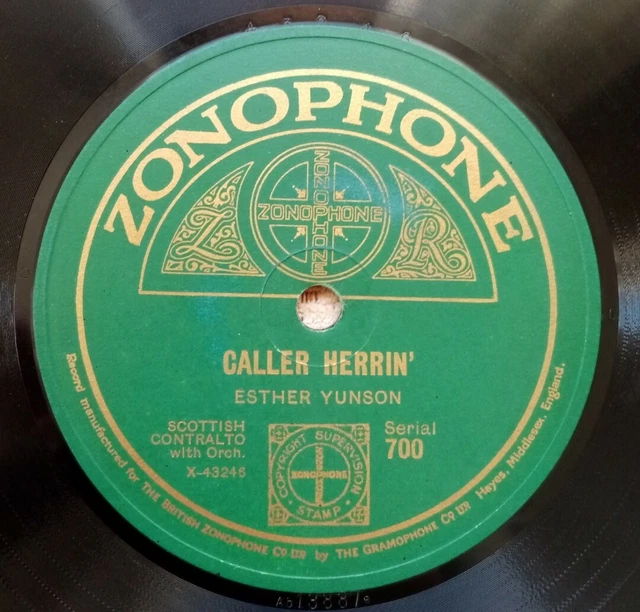 ZONOPHONE
ZONOPHONE
ZONOPHONE
Z R
CALLER HERRIN'
ESTHER YUNSON
SCOTTISH
CONTRALTO
with Orch.
X-43246
COPYRIGHT SUPERVISION
ZONOPHONE
STAMP
Serial
700
Record manufactured for THE BRITISH ZONOPHONE Co LTD by THE GRAMOPHONE Co LTD Hayes, Middlesex, England.